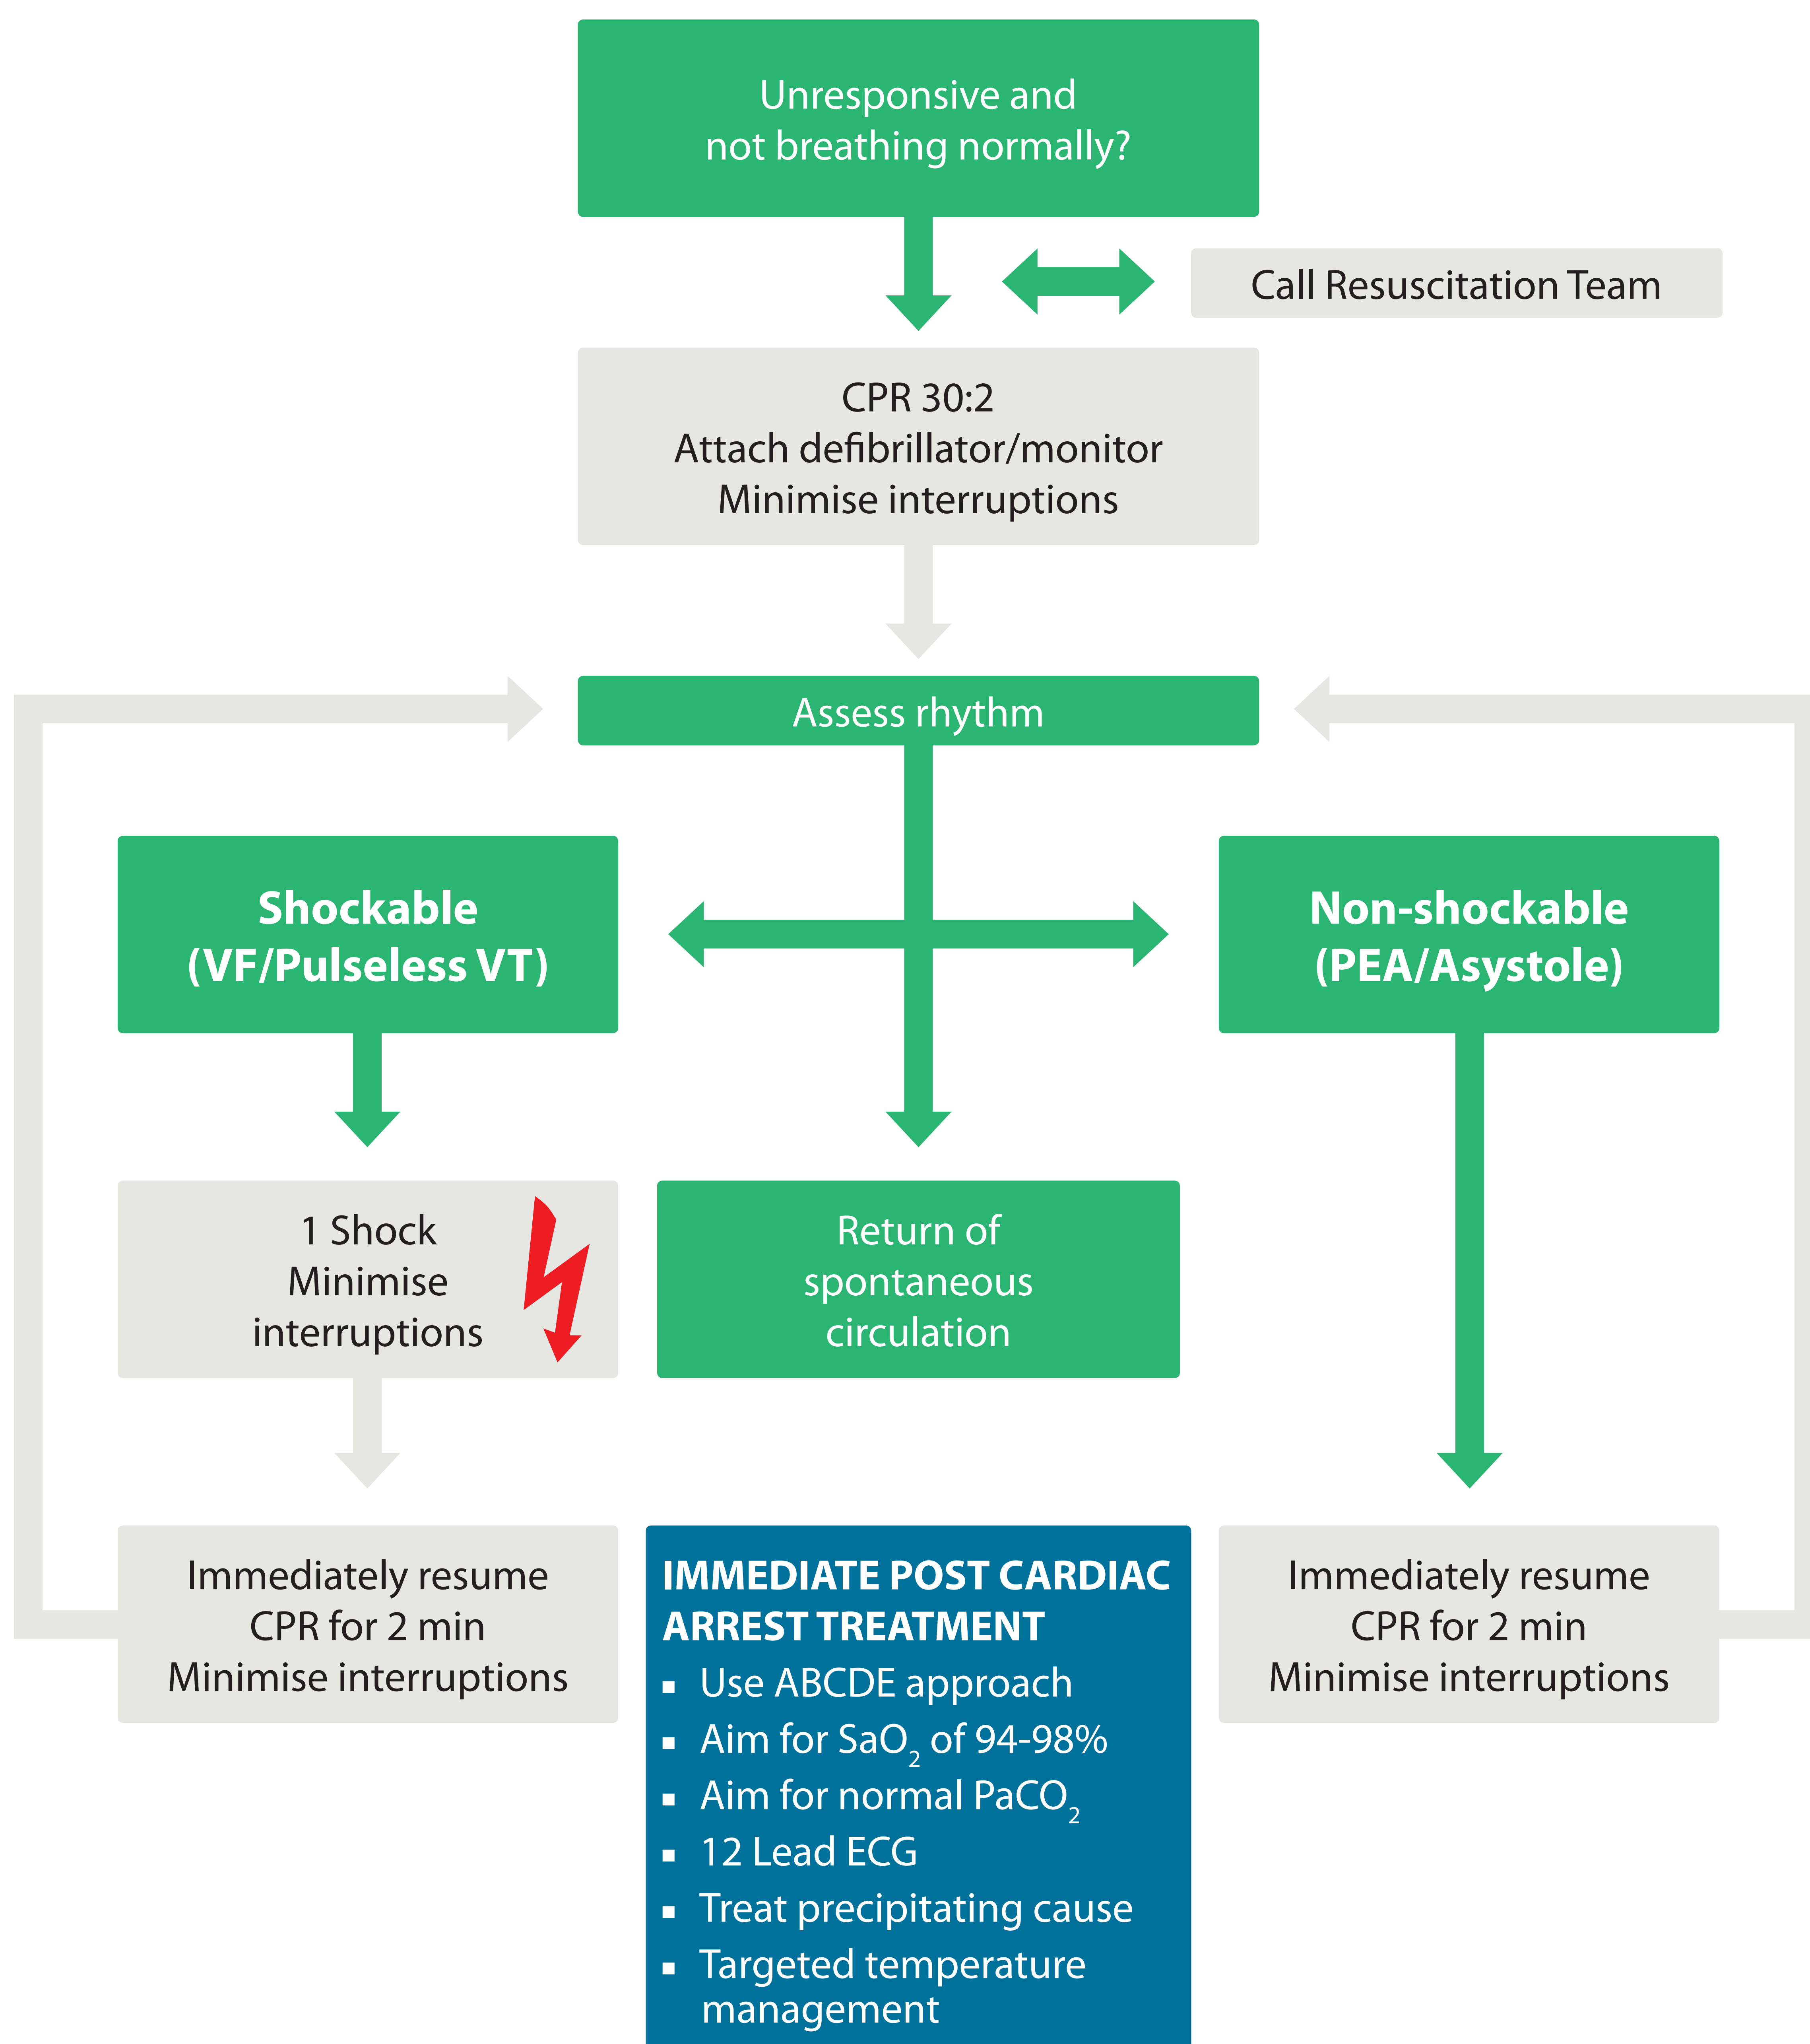 Unresponsive and
not breathing normally?
Call Resuscitation Team
CPR 30:2
Attach defibrillator/monitor
Minimise interruptions
Assess rhythm
Shockable
(VF/Pulseless VT)
Non-shockable
(PEA/Asystole)
1 Shock
Minimise
interruptions
Return of
spontaneous
circulation
Immediately resume
CPR for 2 min
Minimise interruptions
IMMEDIATE POST CARDIAC
ARREST TREATMENT
▪ Use ABCDE approach
▪ Aim for SaO₂ of 94-98%
▪ Aim for normal PaCO₂
▪ 12 Lead ECG
▪ Treat precipitating cause
▪ Targeted temperature
management
Immediately resume
CPR for 2 min
Minimise interruptions